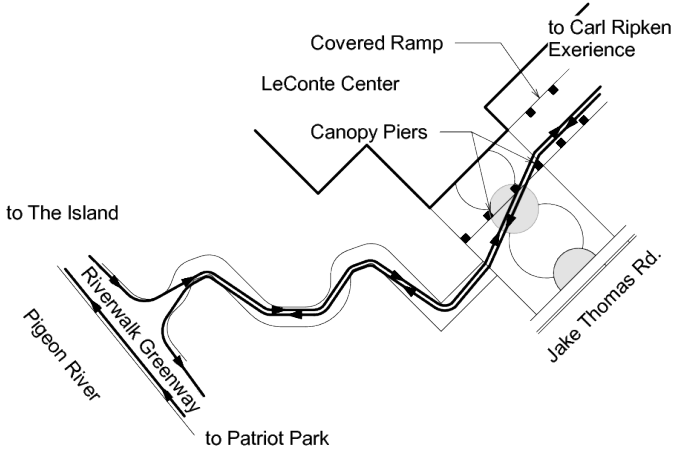 to Carl Ripken
Exerience
Covered Ramp
LeConte Center
Canopy Piers
to The Island
Riverwalk Greenway
Pigeon River
Jake Thomas Rd.
to Patriot Park